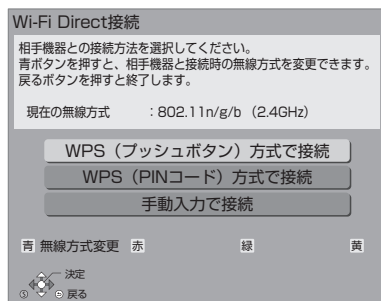 Wi-Fi Direct接続
相手機器との接続方法を選択してください。
青ボタンを押すと、相手機器と接続時の無線方式を変更できます。
戻るボタンを押すと終了します。
現在の無線方式 :802.11n/g/b (2.4GHz)
WPS(プッシュボタン)方式で接続
WPS(PINコード)方式で接続
手動入力で接続
青 無線方式変更 赤 緑 黄
決定
S 戻る